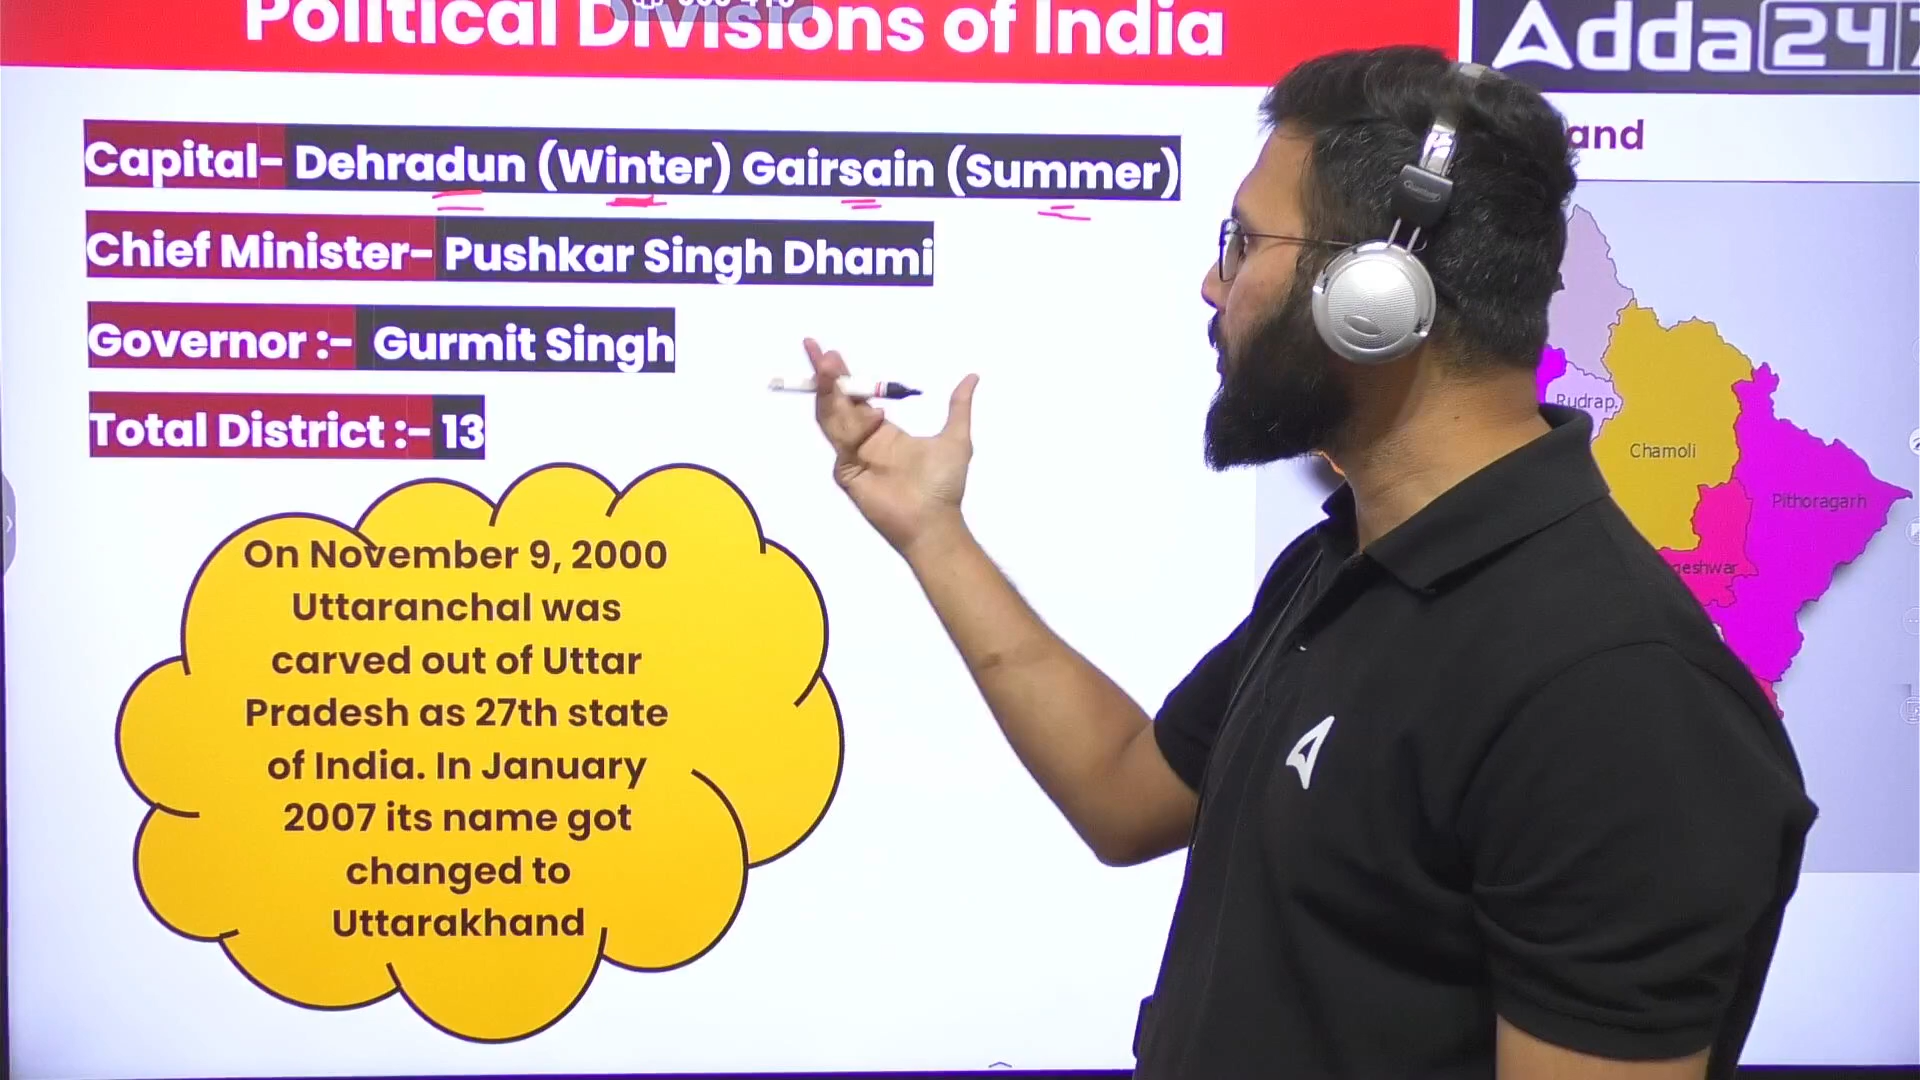 Political Divisions of India
Adda247
Capital- Dehradun (Winter) Gairsain (Summer)
and
Chief Minister- Pushkar Singh Dhami
Governor :- Gurmit Singh
Total District :- 13
Rudrap.
Chamoli
Pithoragarh
geshwar
On November 9, 2000
Uttaranchal was
carved out of Uttar
Pradesh as 27th state
of India. In January
2007 its name got
changed to
Uttarakhand